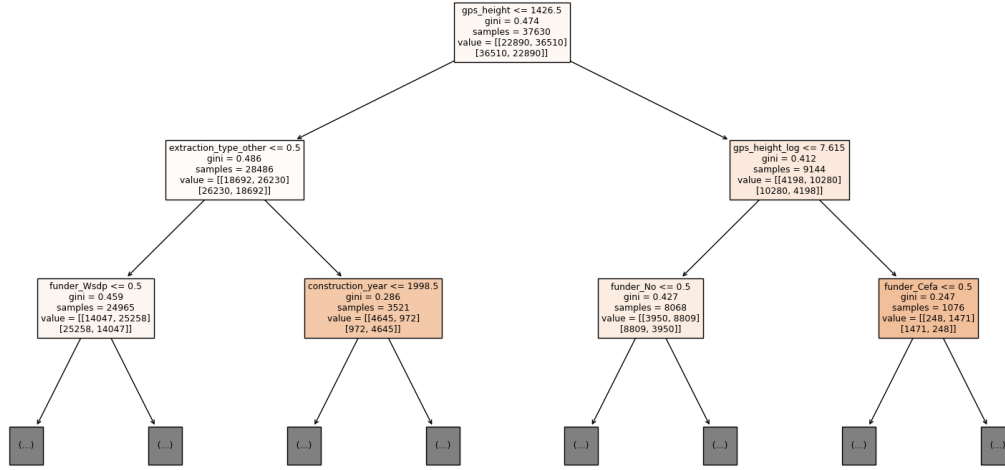 gps_height <= 1426.5
gini = 0.474
samples = 37630
value = [[22890, 36510]
[36510, 22890]]
extraction_type_other <= 0.5
gini = 0.486
samples = 28486
value = [[18692, 26230]
[26230, 18692]]
gps_height_log <= 7.615
gini = 0.412
samples = 9144
value = [[4198, 10280]
[10280, 4198]]
funder_Wsdp <= 0.5
gini = 0.459
samples = 24965
value = [[14047, 25258]
[25258, 14047]]
construction_year <= 1998.5
gini = 0.286
samples = 3521
value = [[4645, 972]
[972, 4645]]
funder_No <= 0.5
gini = 0.427
samples = 8068
value = [[3950, 8809]
[8809, 3950]]
funder_Cefa <= 0.5
gini = 0.247
samples = 1076
value = [[248, 1471]
[1471, 248]]
(...)
(...)
(...)
(...)
(...)
(...)
(...)
(...)